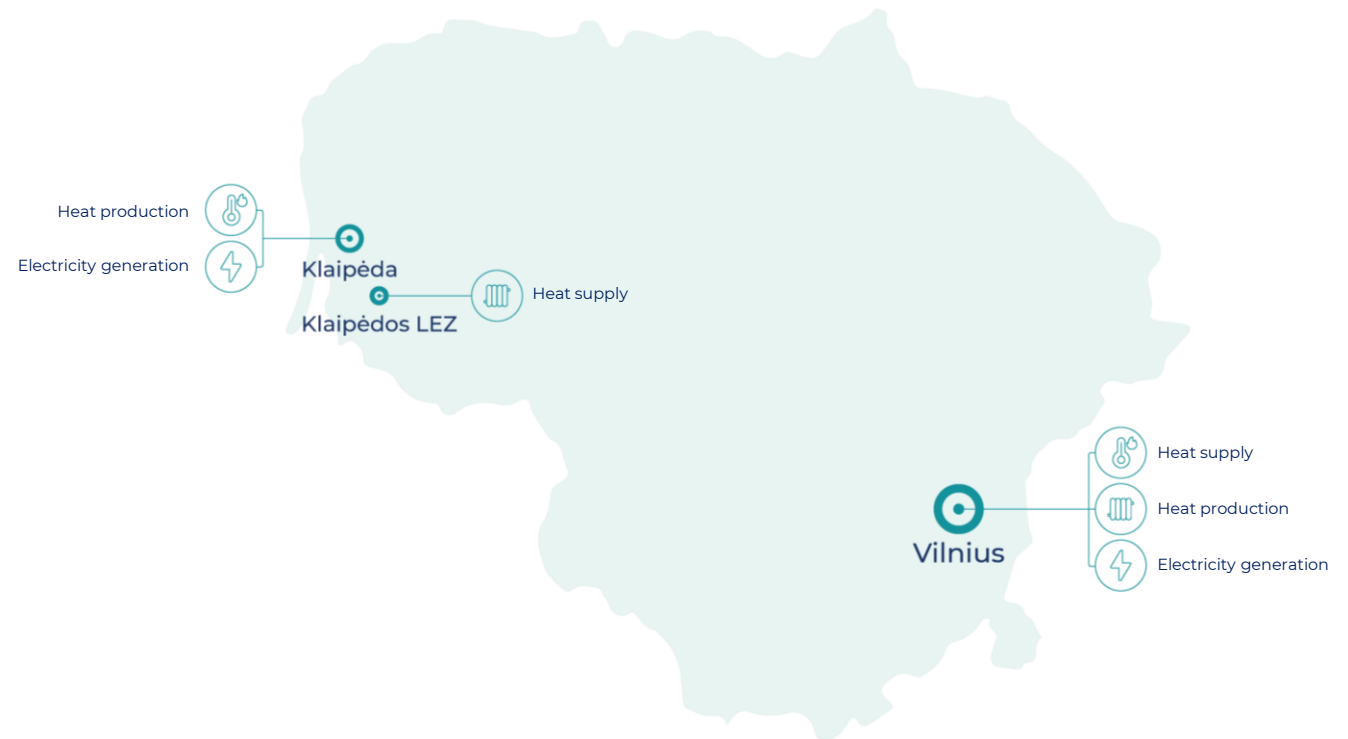 Heat production
Electricity generation
Klaipėda
Heat supply
Klaipėdos LEZ
Heat supply
Heat production
Electricity generation
Vilnius